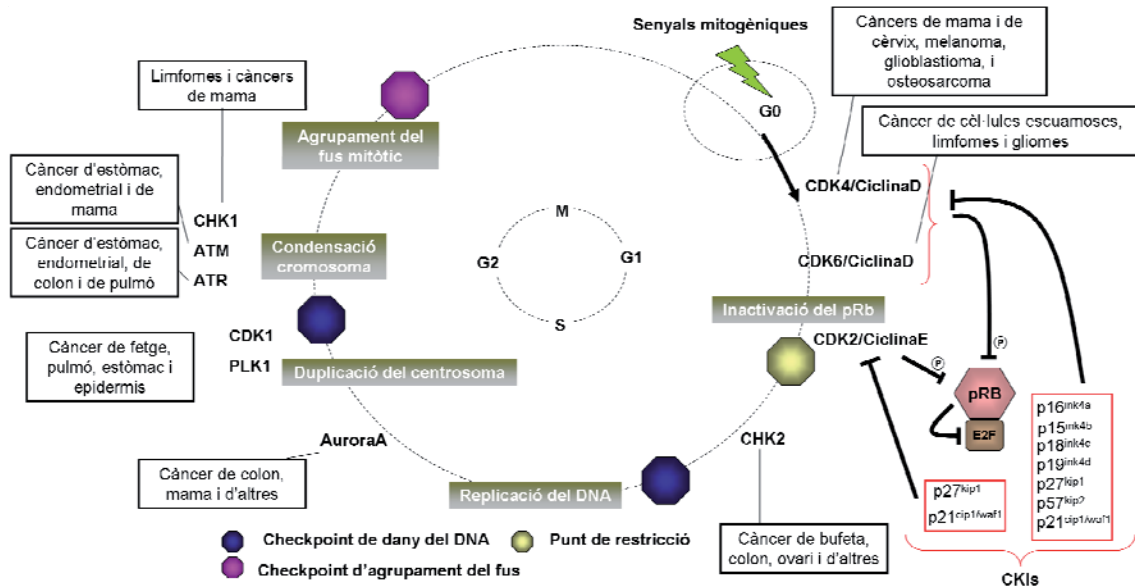 Senyals mitogèniques
Càncers de mama i de
cèrvix, melanoma,
glioblastioma, i
osteosarcoma
Limfomes i càncers
de mama
G0
Càncer de cèl·lules escuamoses,
limfomes i gliomes
Agrupament del
fus mitòtic
Càncer d'estòmac,
endometrial i de
mama
CHK1
ATM
ATR
Càncer d'estòmac,
endometrial, de
colon i de pulmó
CDK4/CiclinaD
CDK6/CiclinaD
Condensació
cromosoma
M
G2
G1
S
Inactivació del pRb
CDK2/CiclinaE
P
P
pRB
E2F
CDK1
PLK1
Càncer de fetge,
pulmó, estòmac i
epidermis
Duplicació del centrosoma
AuroraA
Càncer de colon,
mama i d'altres
CHK2
Replicació del DNA
Càncer de bufeta,
colon, ovari i d'altres
p16ink4a
p15ink4b
p18ink4c
p19ink4d
p27kip1
p57kip2
p21cip1/waf1
p27kip1
p21cip1/waf1
CKIs
Checkpoint de dany del DNA
Punt de restricció
Checkpoint d'agrupament del fus